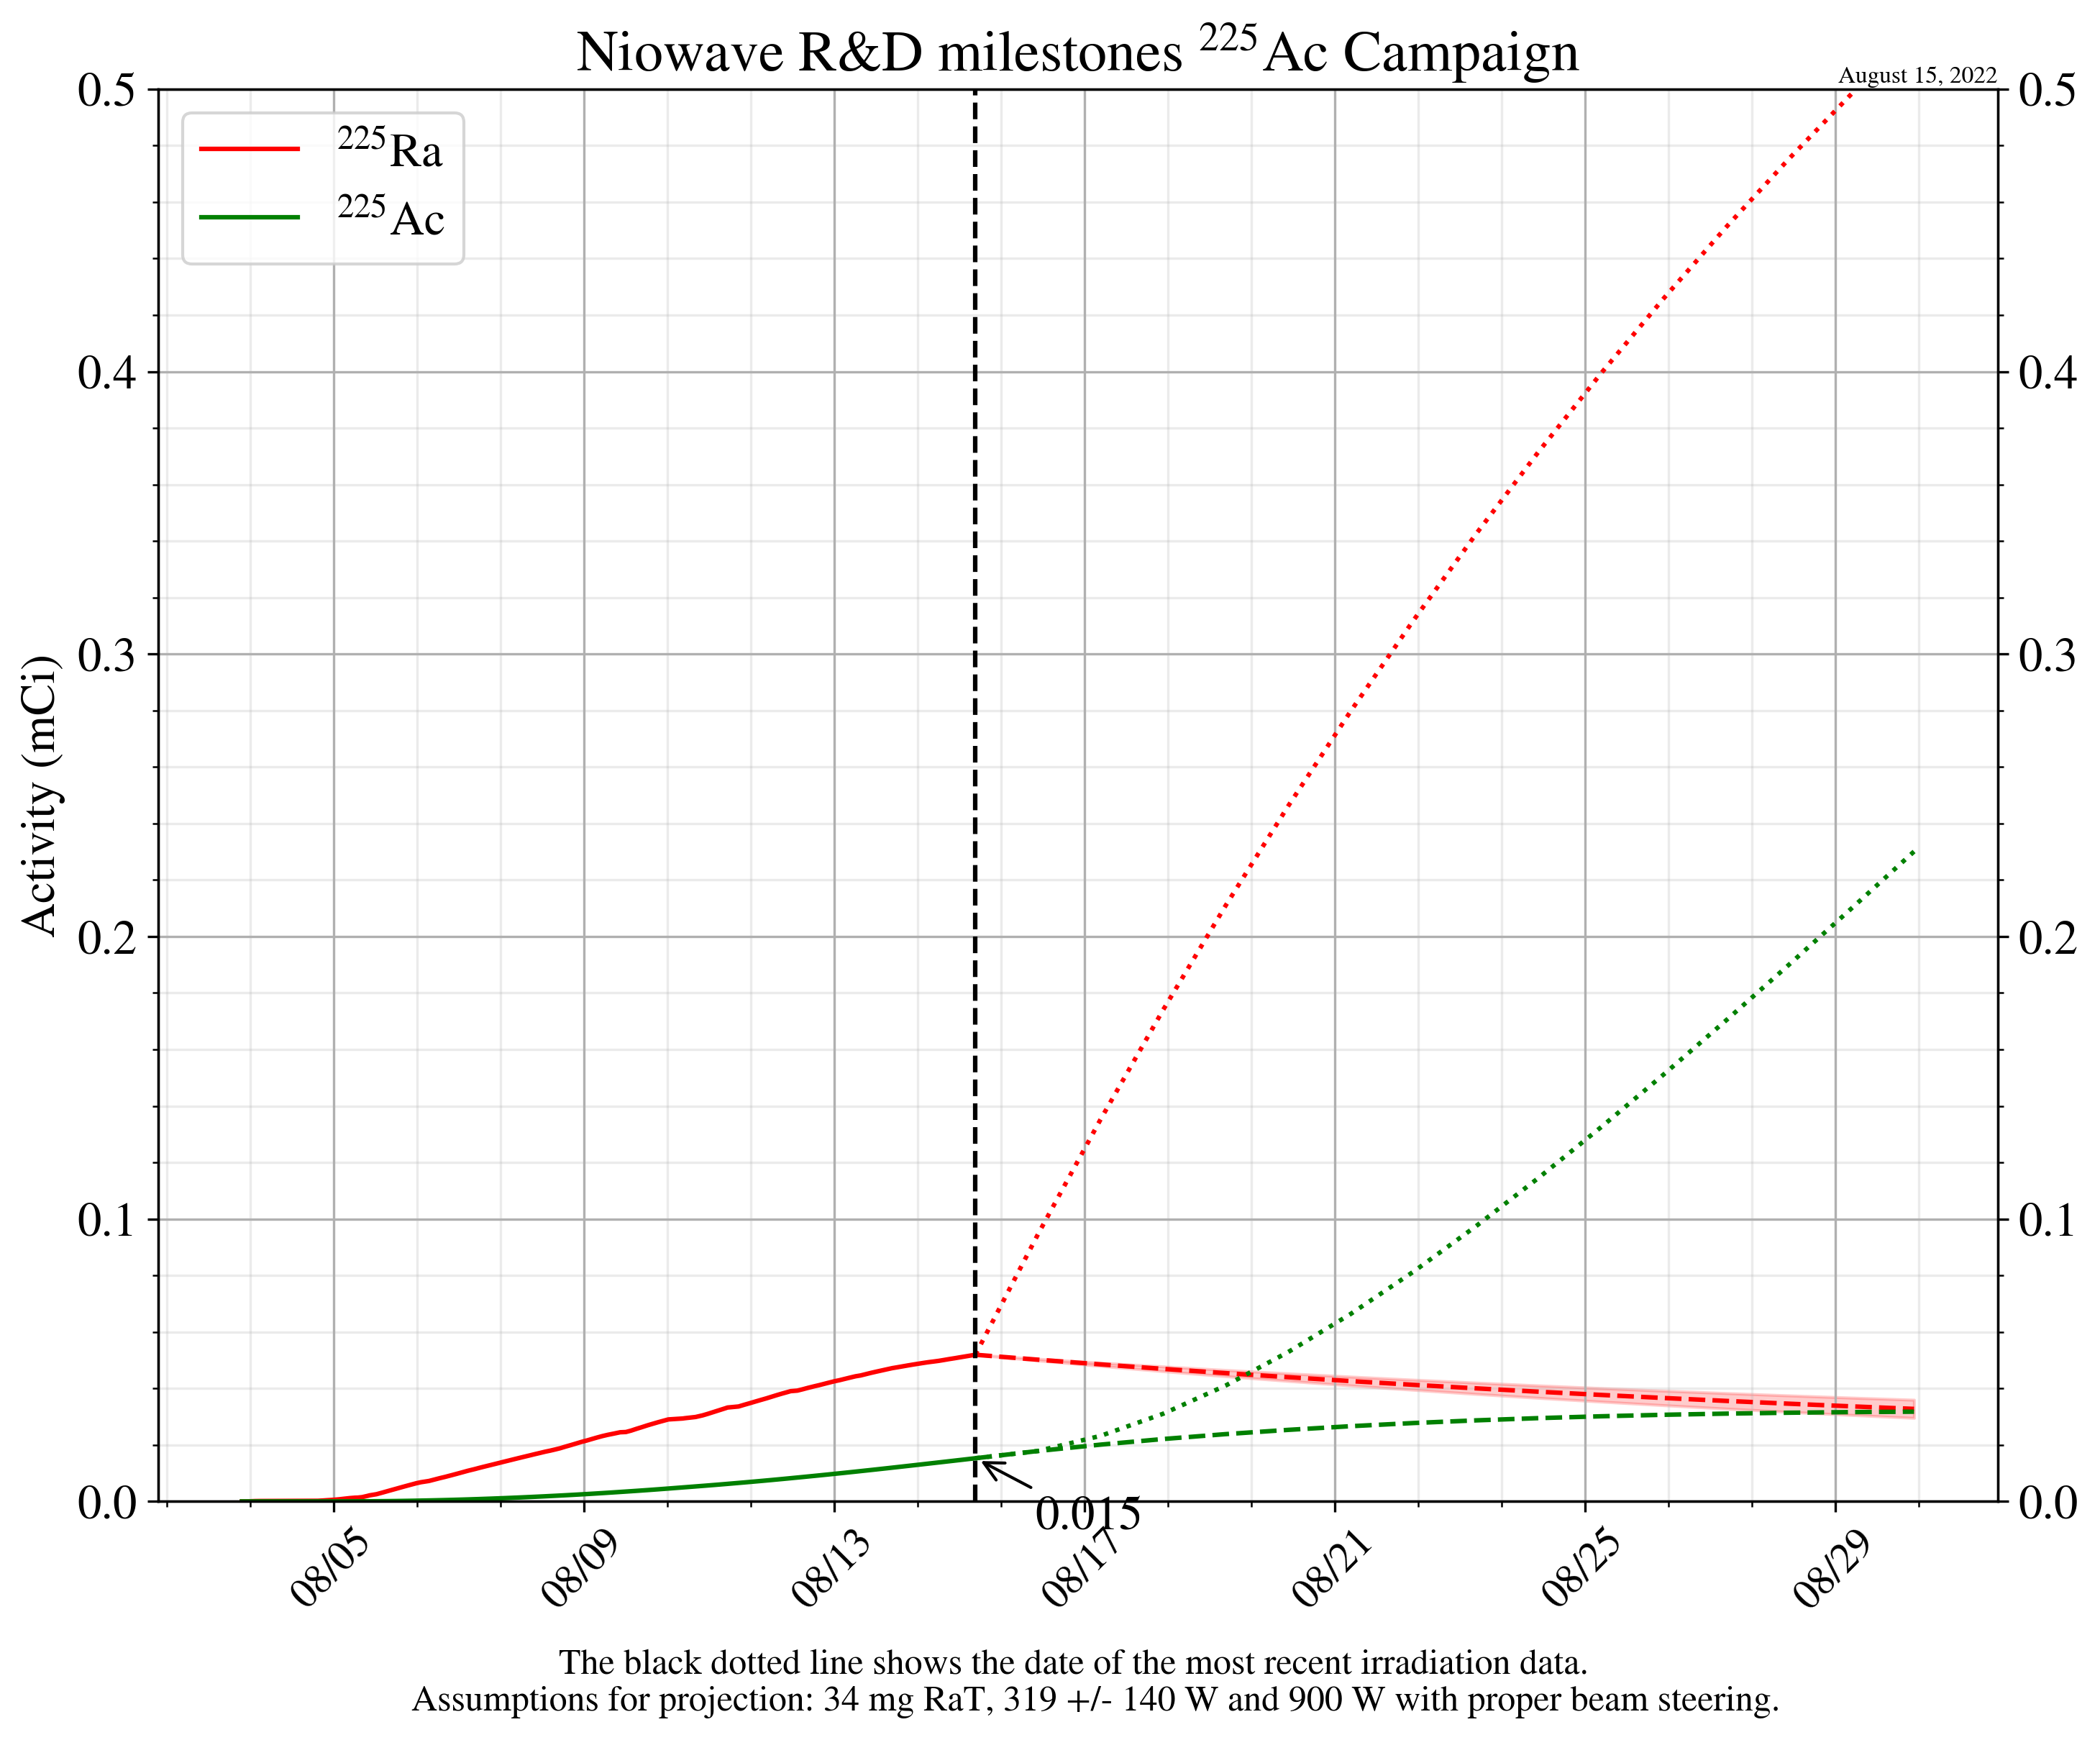 Niowave R&D milestones ²²⁵Ac Campaign
August 15, 2022
²²⁵Ra
²²⁵Ac
Activity (mCi)
0.5
0.4
0.3
0.2
0.1
0.0
0.5
0.4
0.3
0.2
0.1
0.0
0.015
08/05
08/09
08/13
08/17
08/21
08/25
08/29
The black dotted line shows the date of the most recent irradiation data.
Assumptions for projection: 34 mg RaT, 319 +/- 140 W and 900 W with proper beam steering.